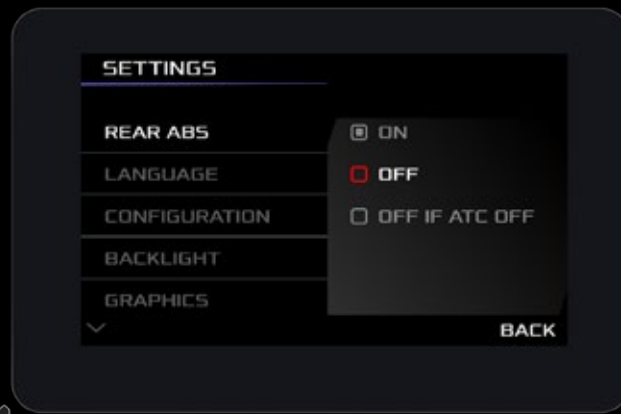 SETTINGS
REAR ABS
ON
LANGUAGE
OFF
CONFIGURATION
OFF IF ATC OFF
BACKLIGHT
GRAPHICS
BACK